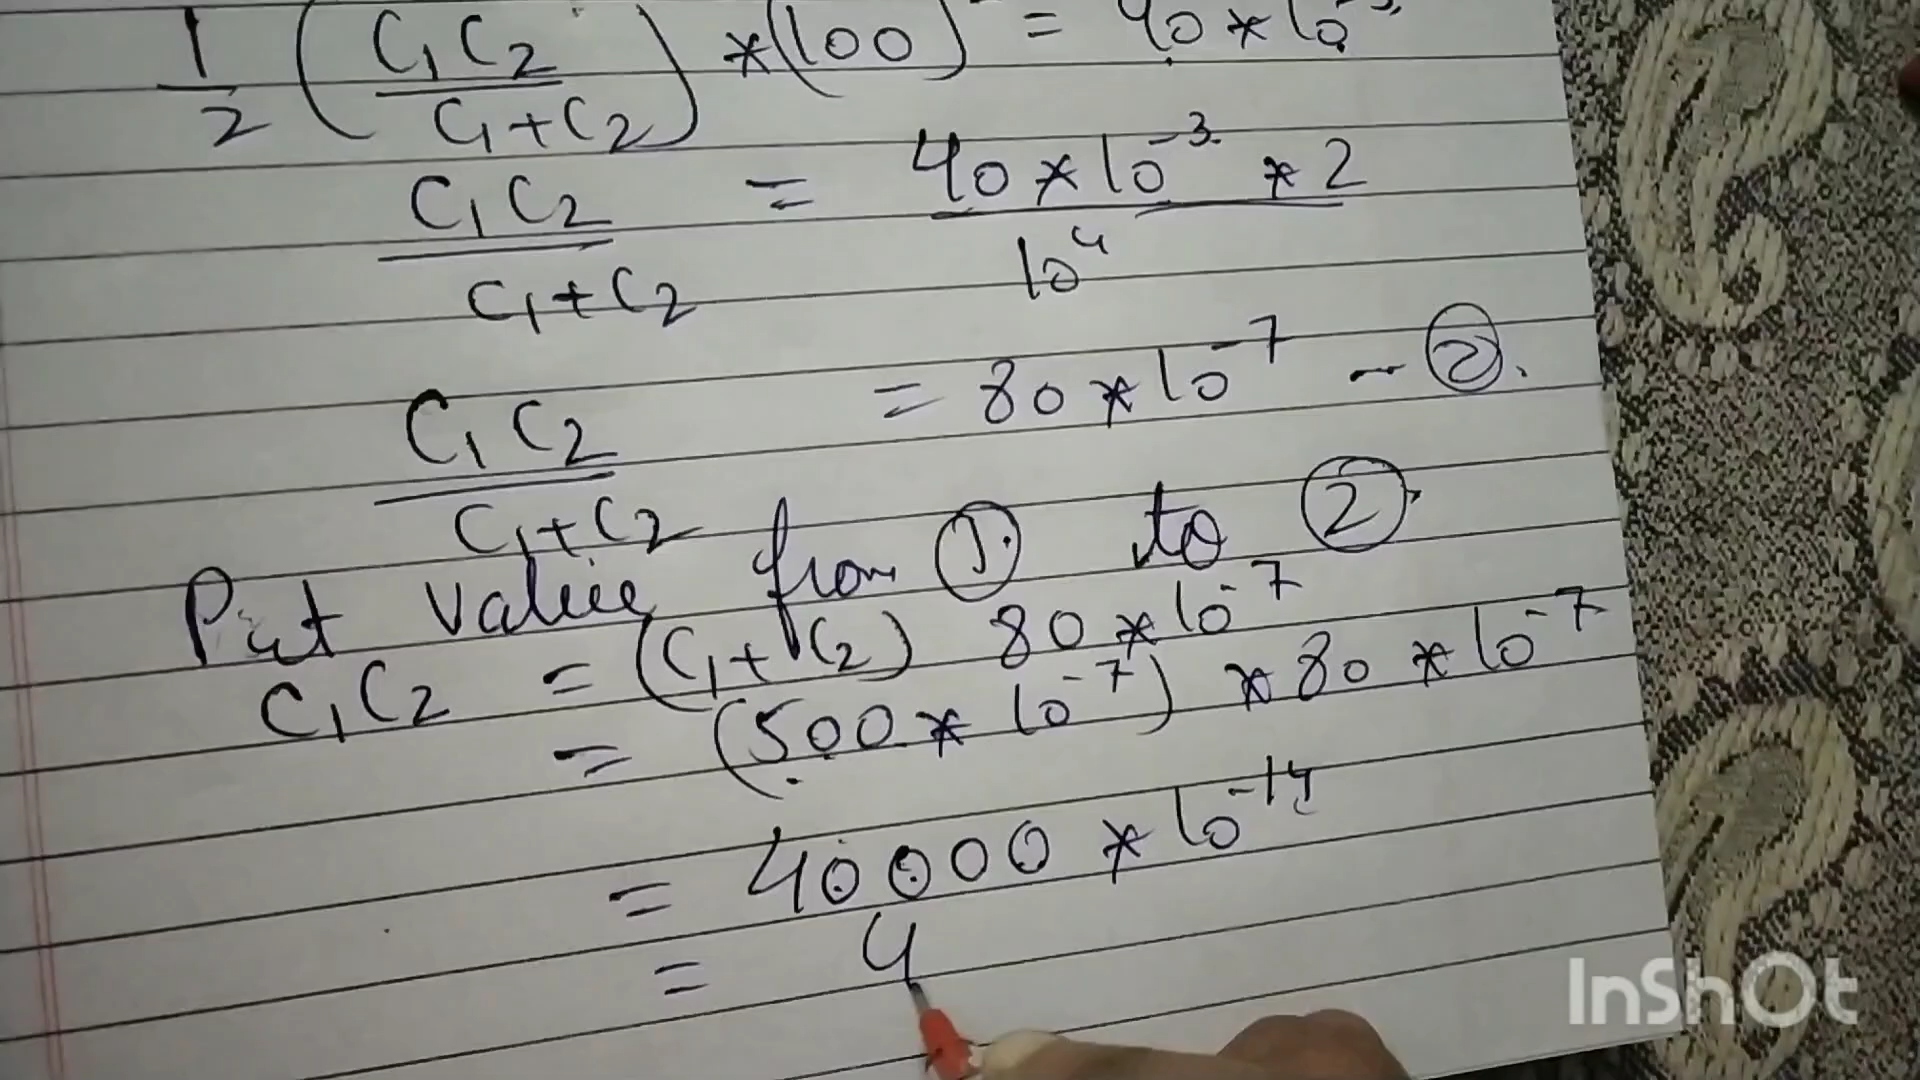 1/2 (C₁C₂/C₁+C₂) *(100) = 40 * 10⁻³
C₁C₂/C₁+C₂ = 40 * 10⁻³ * 2/10⁴
C₁C₂/C₁+C₂ = 80 * 10⁻⁷ - ②.
Put value from ① to ②.
C₁C₂ = (C₁+C₂) 80 * 10⁻⁷
= (500 * 10⁻⁷) * 80 * 10⁻⁷
= 40000 * 10⁻¹⁴
= 4
InShOt